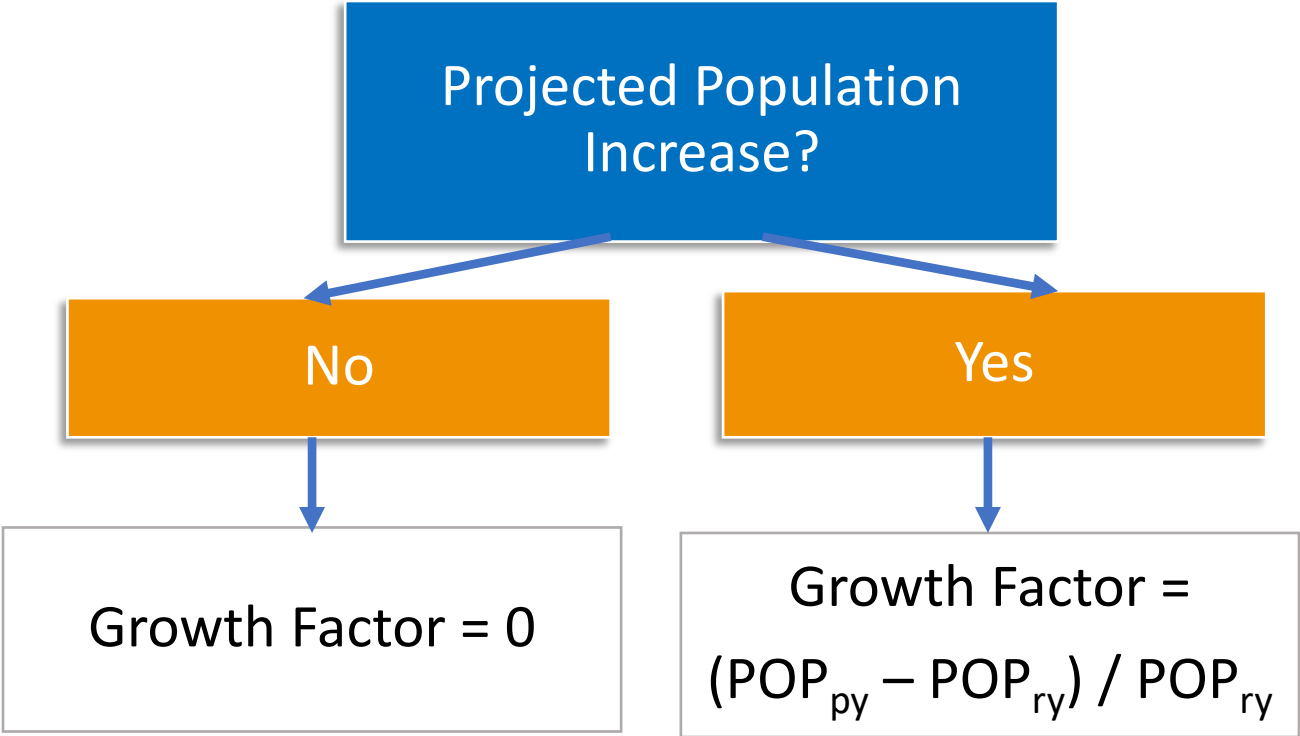 Projected Population
Increase?
No
Yes
Growth Factor = 0
Growth Factor =
(POPpy – POPry) / POPry